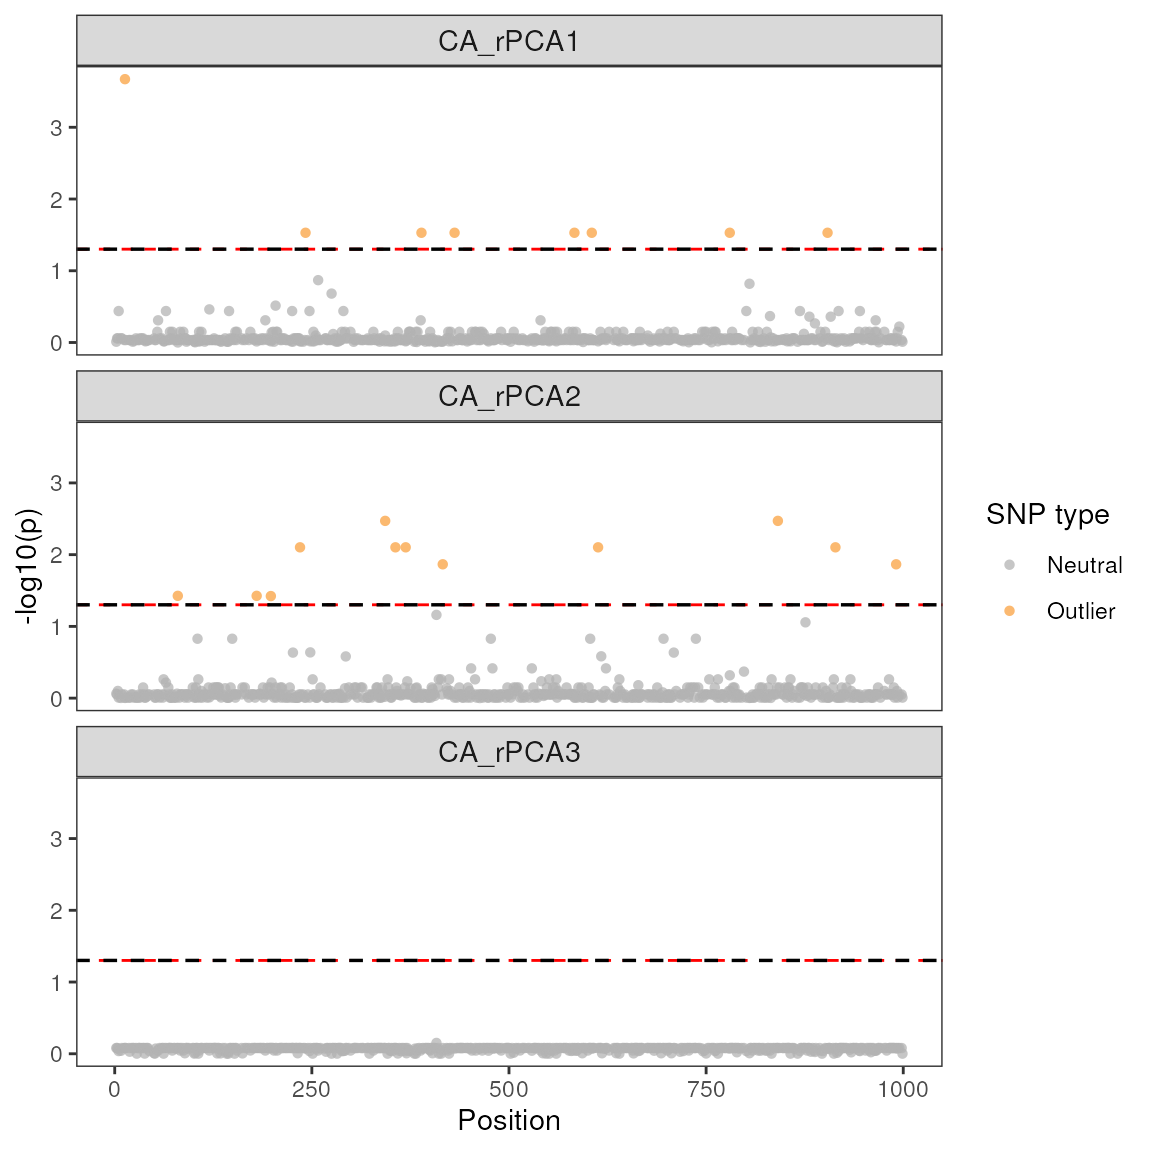 CA_rPCA1
3
2
1
0
CA_rPCA2
3
2
1
0
CA_rPCA3
3
2
1
0
0 250 500 750 1000
Position
-log10(p)
SNP type
Neutral
Outlier